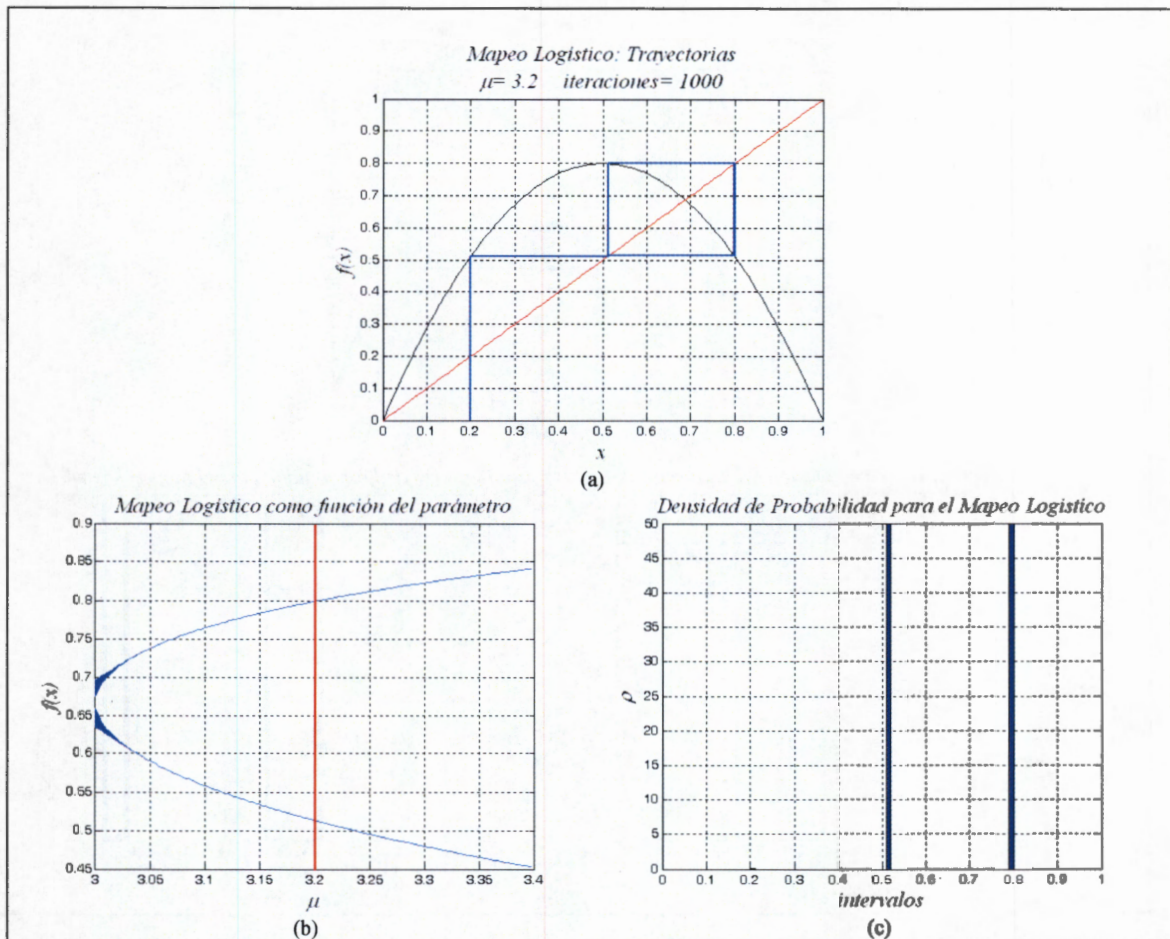 Mapeo Logístico: Trayectorias
μ= 3.2 iteraciones= 1000
1
0.9
0.8
0.7
0.6
0.5
0.4
0.3
0.2
0.1
0
f(x)
0 0.1 0.2 0.3 0.4 0.5 0.6 0.7 0.8 0.9 1
x
(a)
Mapeo Logístico como función del parámetro
0.9
0.85
0.8
0.75
0.7
0.65
0.6
0.55
0.5
0.45
f(x)
3 3.05 3.1 3.15 3.2 3.25 3.3 3.35 3.4
μ
(b)
Densidad de Probabilidad para el Mapeo Logístico
50
45
40
35
30
25
20
15
10
5
0
ρ
0 0.1 0.2 0.3 0.4 0.5 0.6 0.7 0.8 0.9 1
intervalos
(c)